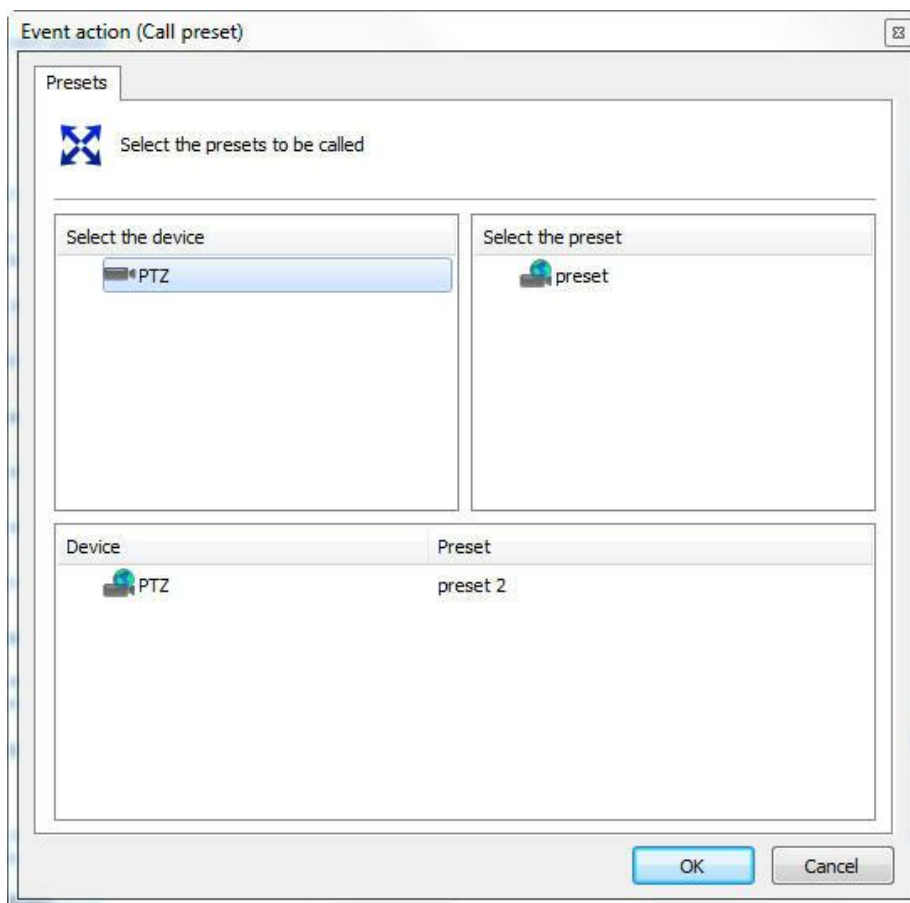 Event action (Call preset)
Presets
Select the presets to be called
Select the device
PTZ
Select the preset
preset
Device Preset
PTZ preset 2
OK Cancel